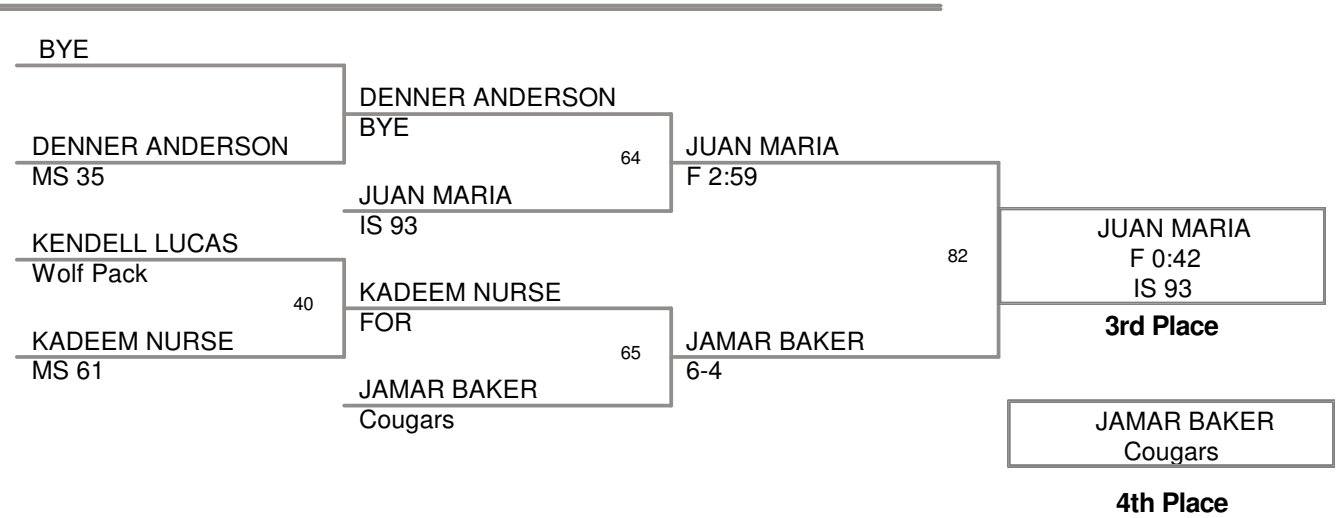 BYE
DENNER ANDERSON
MS 35
KENDELL LUCAS
Wolf Pack
40
KADEEM NURSE
MS 61
DENNER ANDERSON
BYE
64
JUAN MARIA
IS 93
KADEEM NURSE
FOR
65
JAMAR BAKER
Cougars
JUAN MARIA
F 2:59
82
JAMAR BAKER
6-4
JUAN MARIA
F 0:42
IS 93
3rd Place
JAMAR BAKER
Cougars
4th Place